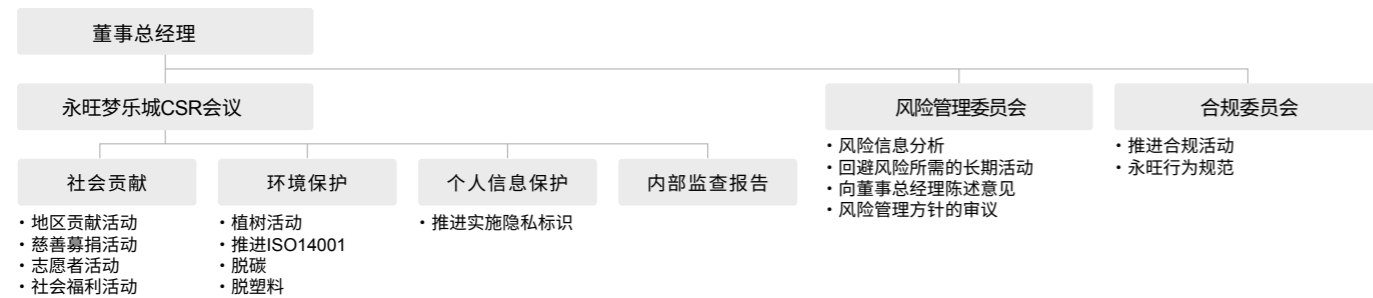 董事总经理
永旺梦乐城CSR会议
风险管理委员会
合规委员会
・风险信息分析
・回避风险所需的长期活动
・向董事总经理陈述意见
・风险管理方针的审议
・推进合规活动
・永旺行为规范
社会贡献
环境保护
个人信息保护
内部监查报告
・地区贡献活动
・慈善募捐活动
・志愿者活动
・社会福利活动
・植树活动
・推进ISO14001
・脱碳
・脱塑料
・推进实施隐私标识